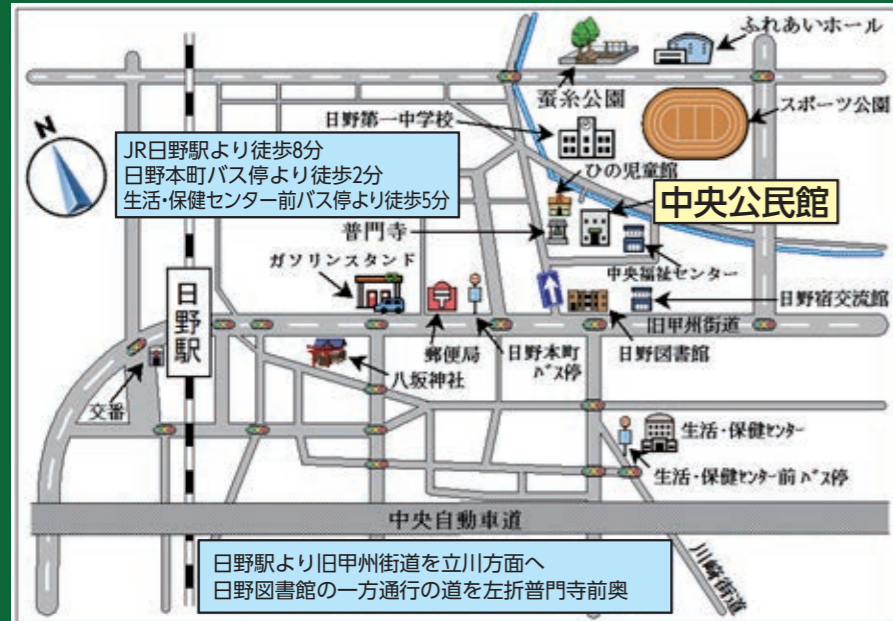 ふれあいホール
蚕糸公園
スポーツ公園
日野第一中学校
N
JR日野駅より徒歩8分
日野本町バス停より徒歩2分
生活・保健センター前バス停より徒歩5分
ひの児童館
中央公民館
普門寺
中央福祉センター
ガソリンスタンド
日野駅
日野宿交流館
旧甲州街道
郵便局
日野本町
バス停
日野図書館
八坂神社
交番
生活・保健センター
生活・保健センター前バス停
中央自動車道
川崎街道
日野駅より旧甲州街道を立川方面へ
日野図書館の一方通行の道を左折普門寺前奥